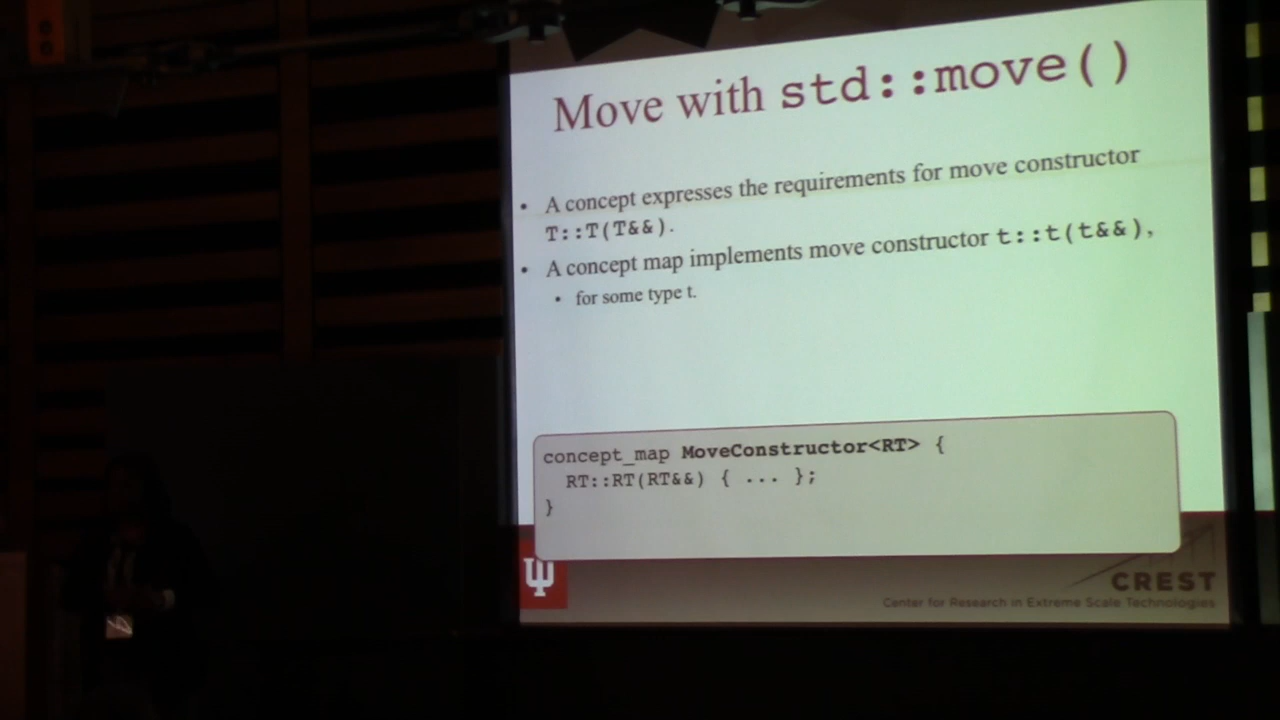 Move with std::move()
• A concept expresses the requirements for move constructor
T::T(T&&).
• A concept map implements move constructor t::t(t&&),
• for some type t.
concept_map MoveConstructor<RT> {
RT::RT(RT&&) { ... };
}
CREST
Center for Research in Extreme Scale Technologies